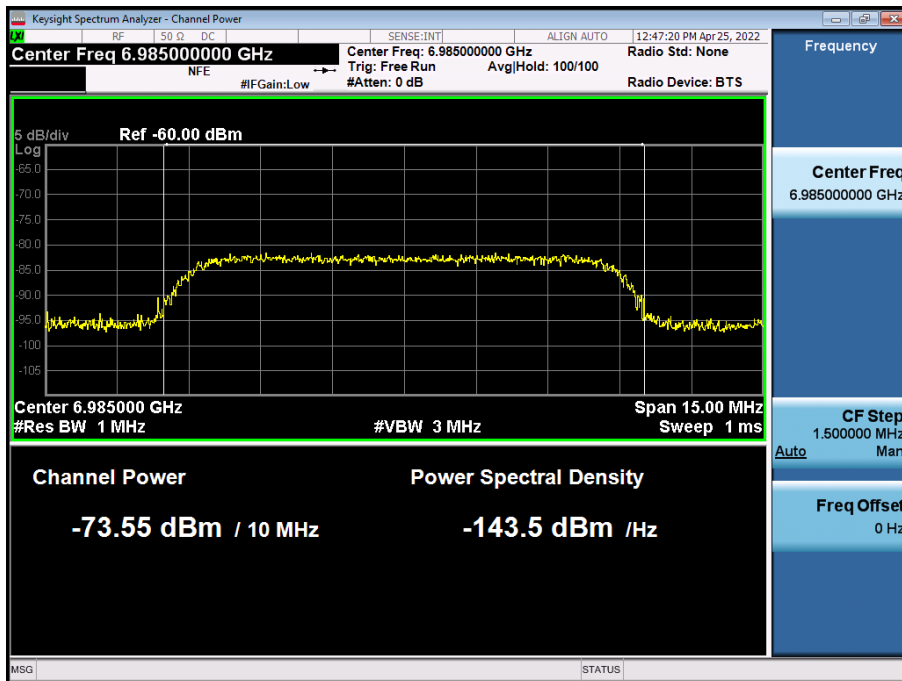 Keysight Spectrum Analyzer - Channel Power
LXI RF 50 Ω DC SENSE:INT ALIGN AUTO 12:47:20 PM Apr 25, 2022
Center Freq 6.985000000 GHz
NFE
#IFGain:Low
Center Freq: 6.985000000 GHz
Trig: Free Run Avg|Hold: 100/100
#Atten: 0 dB
Radio Std: None
Radio Device: BTS
5 dB/div Ref -60.00 dBm
Log
-65.0
-70.0
-75.0
-80.0
-85.0
-90.0
-95.0
-100
-105
Center 6.985000 GHz Span 15.00 MHz
#Res BW 1 MHz #VBW 3 MHz Sweep 1 ms
Channel Power Power Spectral Density
-73.55 dBm / 10 MHz -143.5 dBm /Hz
MSG STATUS
Frequency
Center Freq
6.985000000 GHz
CF Step
1.500000 MHz
Auto Man
Freq Offset
0 Hz